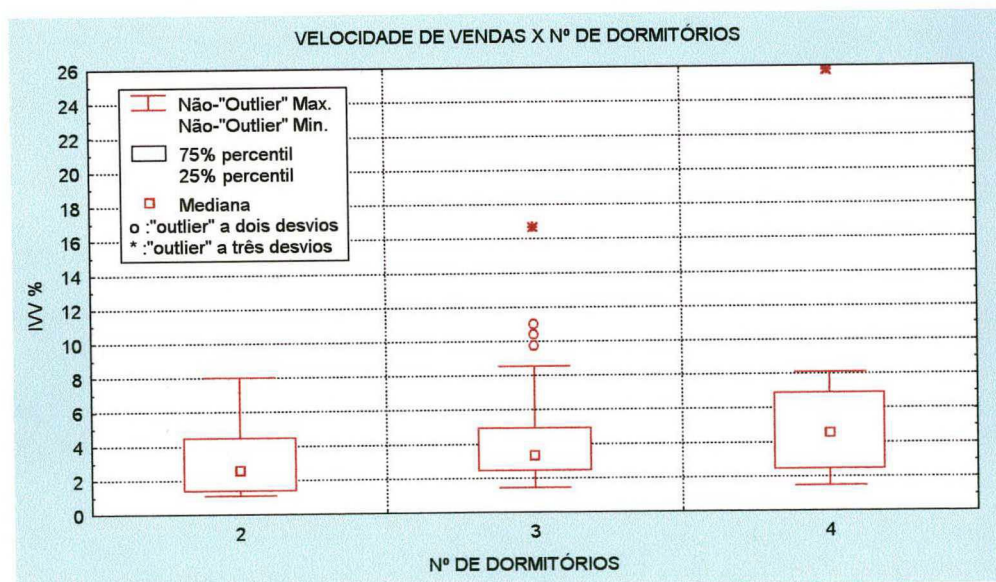 VELOCIDADE DE VENDAS X Nº DE DORMITÓRIOS
26
24
22
20
18
16
14
12
10
8
6
4
2
0
IVV %
Não-"Outlier" Max.
Não-"Outlier" Min.
75% percentil
25% percentil
Mediana
o :"outlier" a dois desvios
* :"outlier" a três desvios
2 3 4
Nº DE DORMITÓRIOS